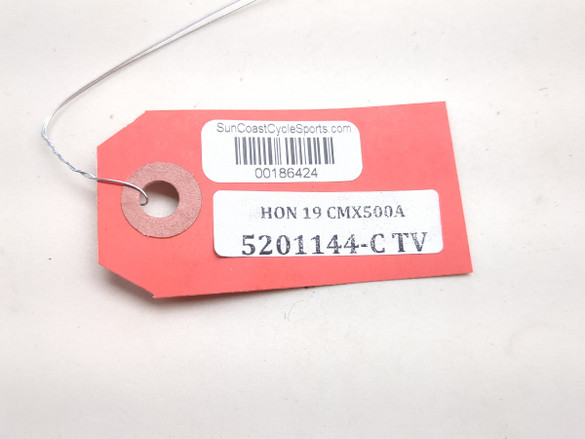 SunCoastCycleSports.com
00186424
HON 19 CMX500A
5201144-C TV